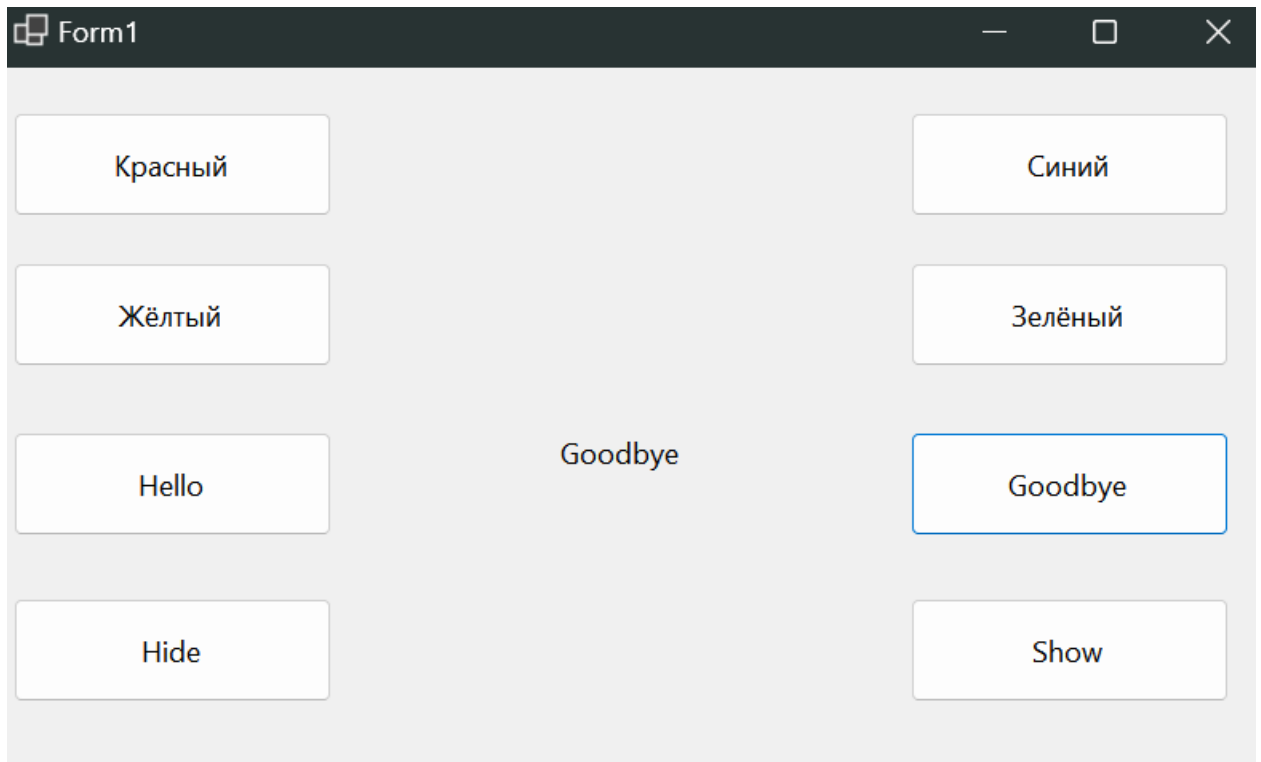 Form1
Красный
Синий
Жёлтый
Зелёный
Hello
Goodbye
Goodbye
Hide
Show